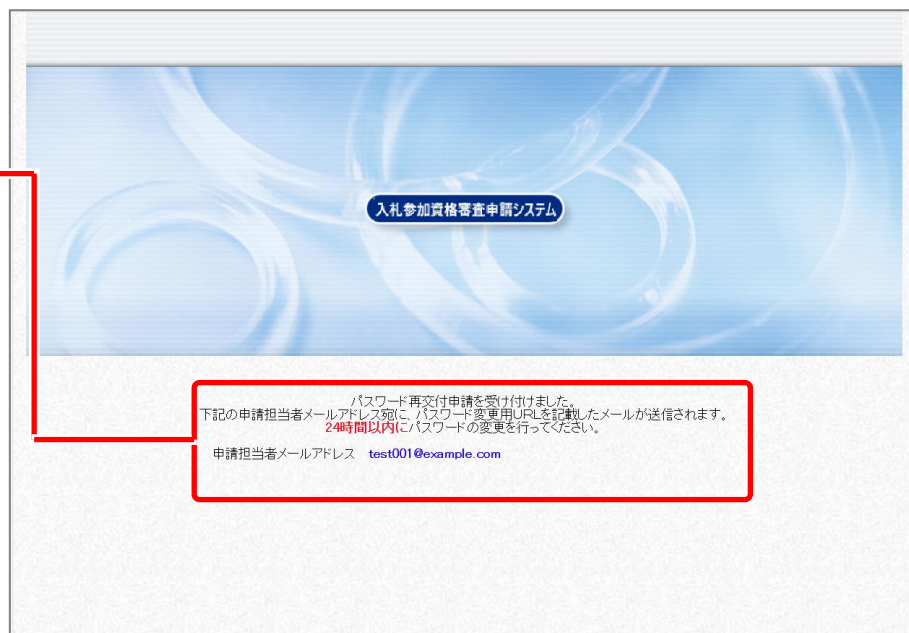 入札参加資格審査申請システム
パスワード再交付申請を受け付けました。
下記の申請担当者メールアドレス宛に、パスワード変更用URLを記載したメールが送信されます。
24時間以内にパスワードの変更を行ってください。
申請担当者メールアドレス test001@example.com